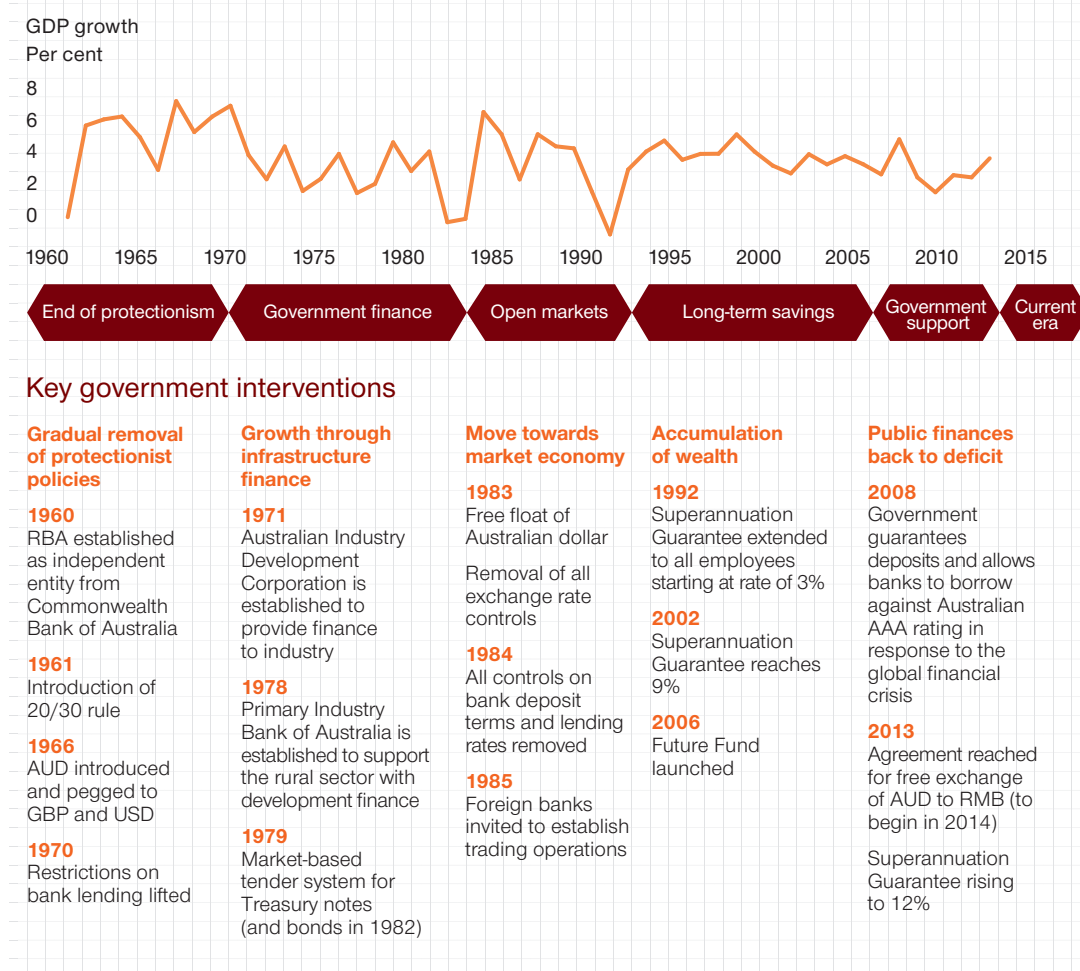 GDP growth
Per cent
8
6
4
2
0
1960 1965 1970 1975 1980 1985 1990 1995 2000 2005 2010 2015
End of protectionism
Government finance
Open markets
Long-term savings
Government
support
Current
era
Key government interventions
Gradual removal
of protectionist
policies
1960
RBA established
as independent
entity from
Commonwealth
Bank of Australia
1961
Introduction of
20/30 rule
1966
AUD introduced
and pegged to
GBP and USD
1970
Restrictions on
bank lending lifted
Growth through
infrastructure
finance
1971
Australian Industry
Development
Corporation is
established to
provide finance
to industry
1978
Primary Industry
Bank of Australia is
established to support
the rural sector with
development finance
1979
Market-based
tender system for
Treasury notes
(and bonds in 1982)
Move towards
market economy
1983
Free float of
Australian dollar
Removal of all
exchange rate
controls
1984
All controls on
bank deposit
terms and lending
rates removed
1985
Foreign banks
invited to establish
trading operations
Accumulation
of wealth
1992
Superannuation
Guarantee extended
to all employees
starting at rate of 3%
2002
Superannuation
Guarantee reaches
9%
2006
Future Fund
launched
Public finances
back to deficit
2008
Government
guarantees
deposits and allows
banks to borrow
against Australian
AAA rating in
response to the
global financial
crisis
2013
Agreement reached
for free exchange
of AUD to RMB (to
begin in 2014)
Superannuation
Guarantee rising
to 12%